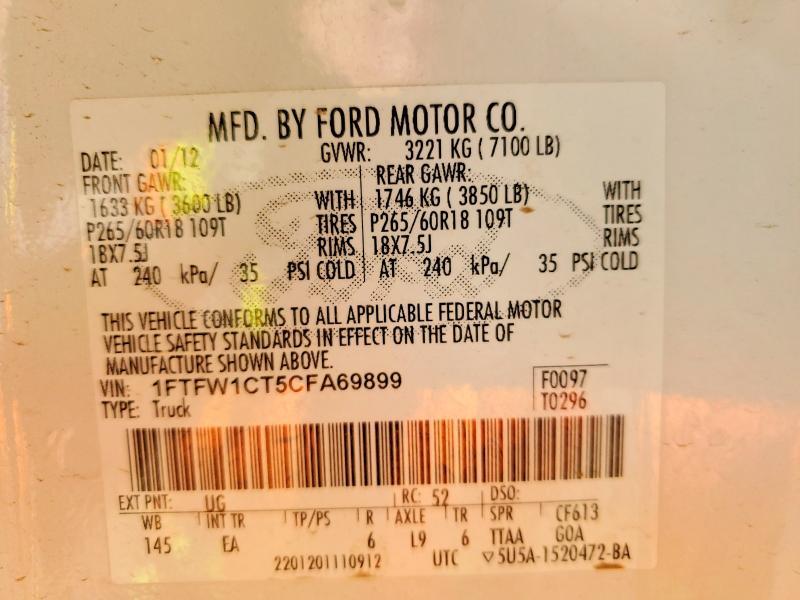 MFD. BY FORD MOTOR CO.
DATE: 01/12 GVWR: 3221 KG ( 7100 LB)
FRONT GAWR: REAR GAWR:
1633 KG ( 3600 LB) WITH 1746 KG ( 3850 LB) WITH
P265/60R18 109T TIRES P265/60R18 109T TIRES
18X7.5J RIMS 18X7.5J RIMS
AT 240 kPa/ 35 PSI COLD AT 240 kPa/ 35 PSI COLD
THIS VEHICLE CONFORMS TO ALL APPLICABLE FEDERAL MOTOR
VEHICLE SAFETY STANDARDS IN EFFECT ON THE DATE OF
MANUFACTURE SHOWN ABOVE.
VIN: 1FTFW1CT5CFA69899 F0097
TYPE: Truck T0296
EXT PNT: UG RC: 52 DSO:
WB INT TR TP/PS R AXLE TR SPR CF613
145 EA 6 L9 6 TTAA GOA
2201201110912 UTC ▽5U5A-1520472-BA